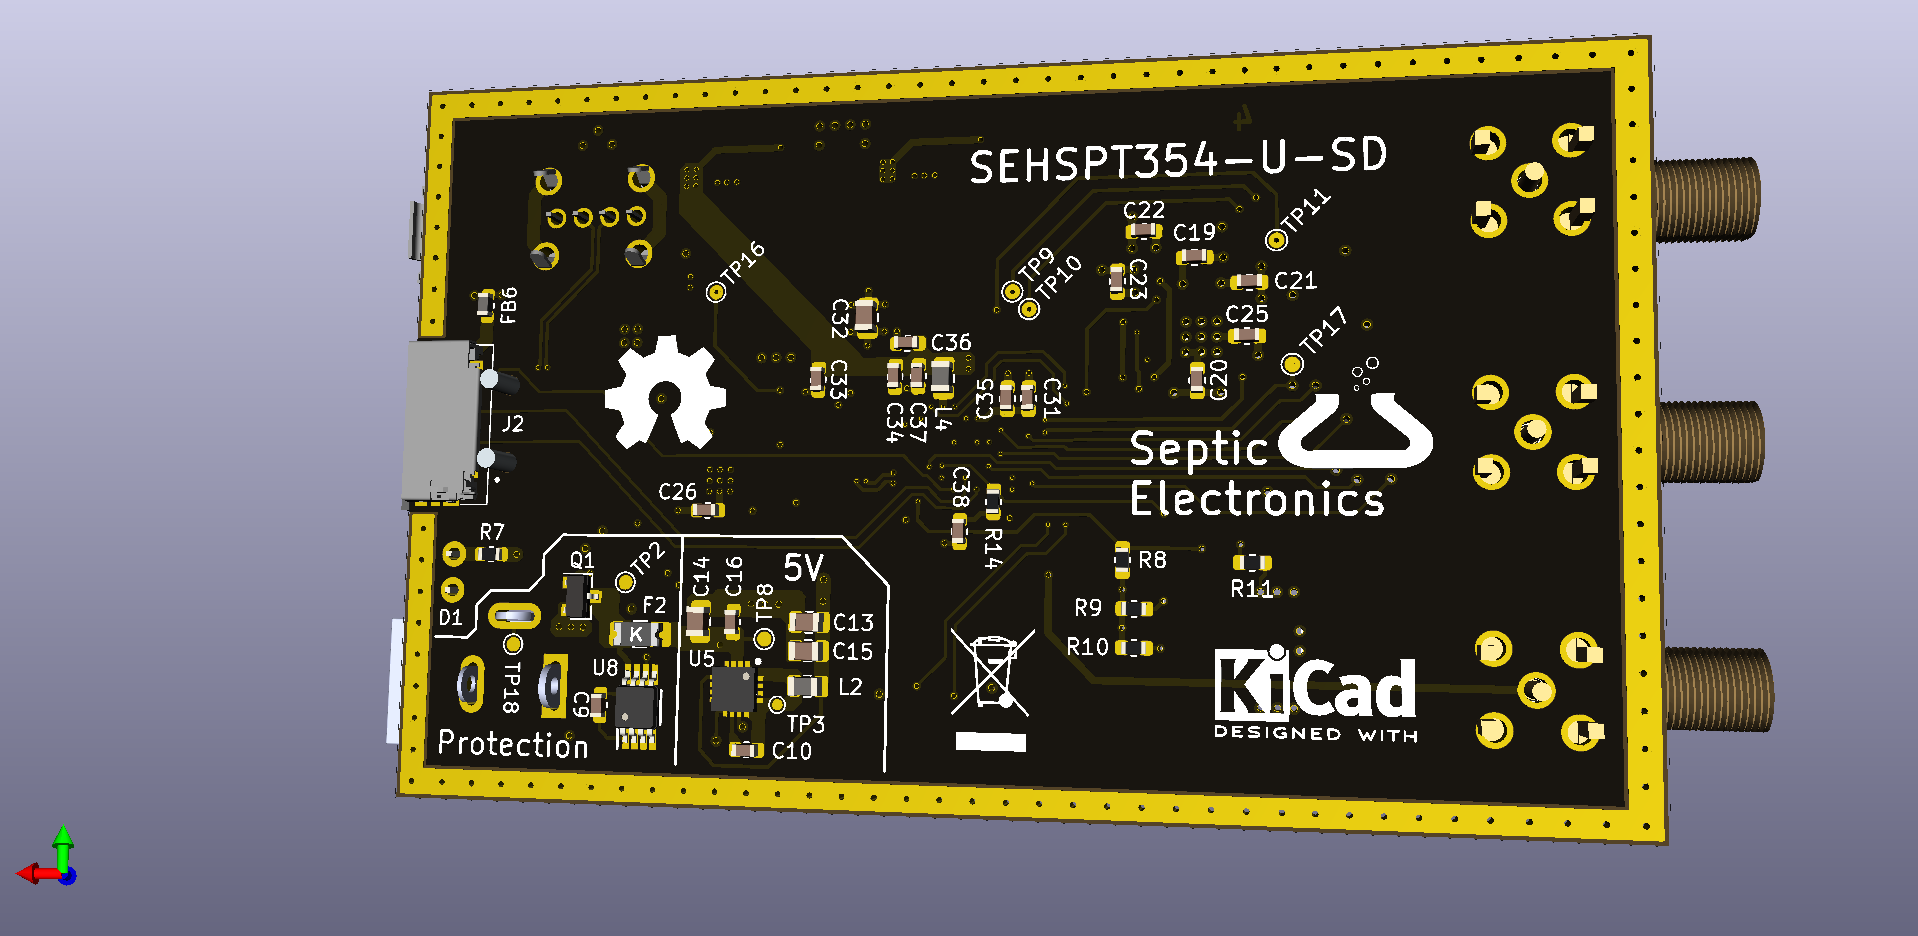 4
SEHSPT354-U-SD
TP11
C22
C19
TP16
TP9
TP10
C23
C21
FB6
C32
C25
TP17
C36
C33
C20
C35
C31
L4
C34
C37
J2
Septic
Electronics
C38
C26
R14
R7
Q1
TP2
C14
C16
5V
R8
R11
TP8
D1
F2
K
C13
R9
C15
R10
U8
U5
L2
TP18
C9
TP3
KiCad
DESIGNED WITH
Protection
C10